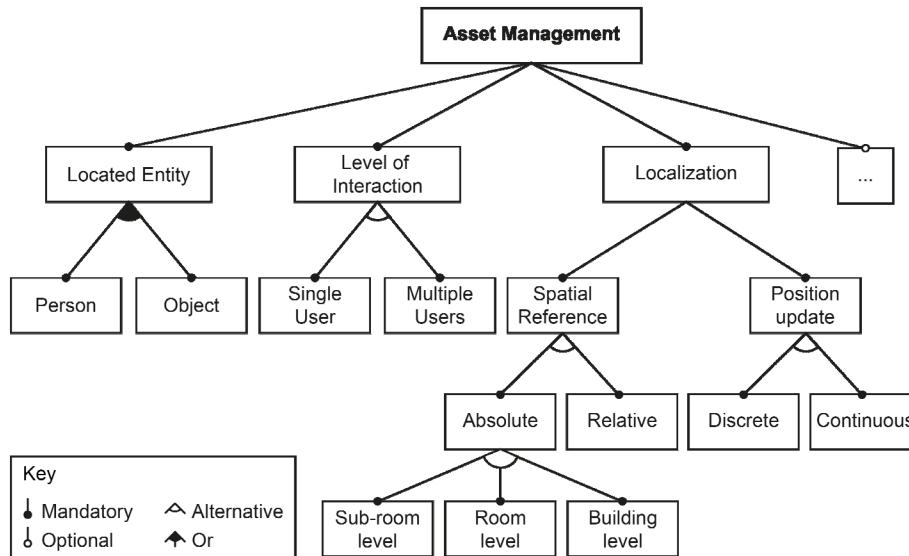 Asset Management
Located Entity
Level of
Interaction
Localization
...
Person
Object
Single
User
Multiple
Users
Spatial
Reference
Position
update
Absolute
Relative
Discrete
Continuous
Sub-room
level
Room
level
Building
level
Key
Mandatory
Alternative
Optional
Or